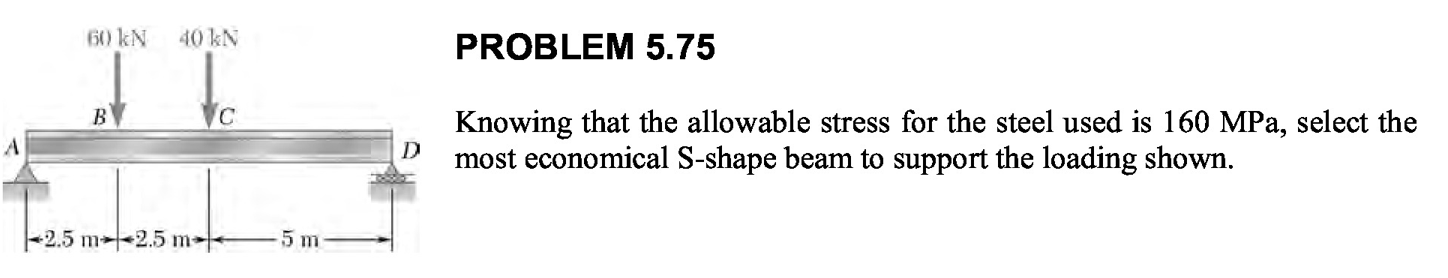 60 kN 40 kN
PROBLEM 5.75
B C
Knowing that the allowable stress for the steel used is 160 MPa, select the
A D
most economical S-shape beam to support the loading shown.
2.5 m 2.5 m 5 m